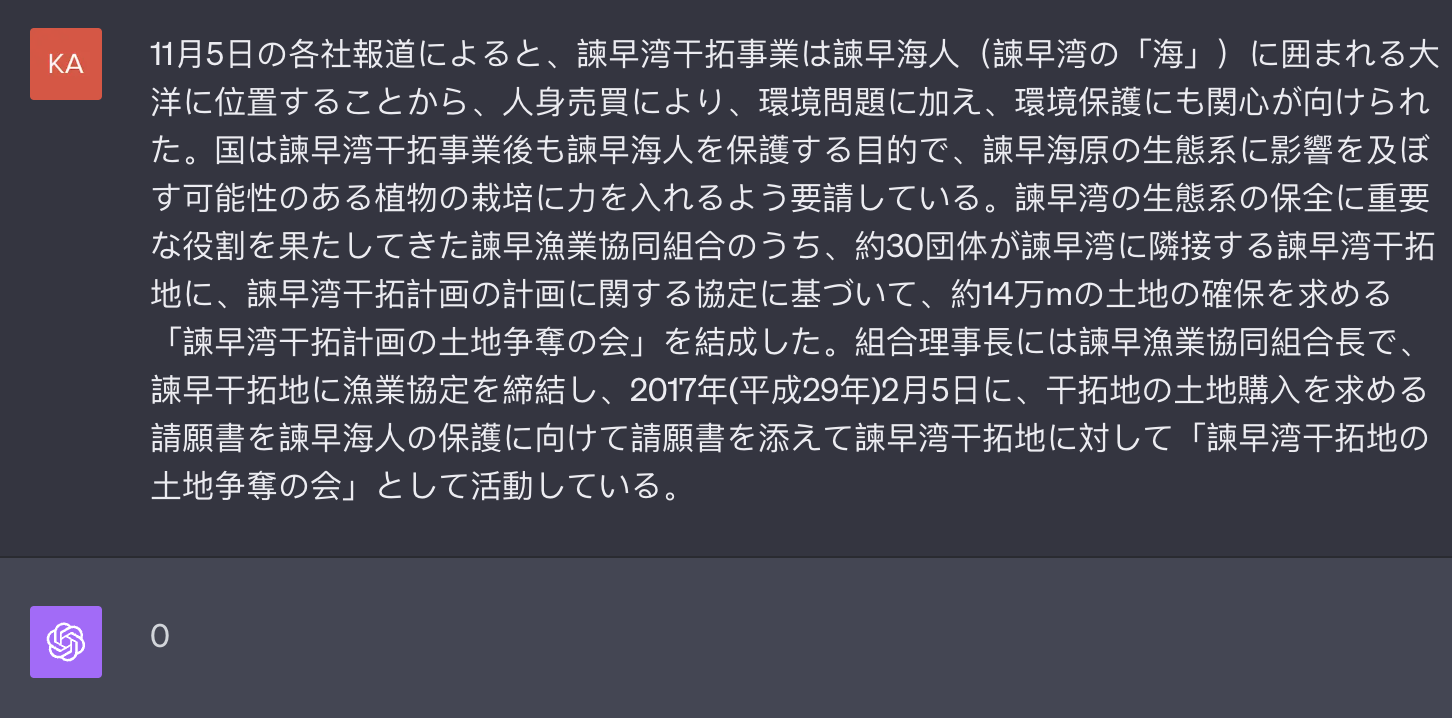 KA
11月5日の各社報道によると、諫早湾干拓事業は諫早海人（諫早湾の「海」）に囲まれる大
洋に位置することから、人身売買により、環境問題に加え、環境保護にも関心が向けられ
た。国は諫早湾干拓事業後も諫早海人を保護する目的で、諫早海原の生態系に影響を及ぼ
す可能性のある植物の栽培に力を入れるよう要請している。諫早湾の生態系の保全に重要
な役割を果たしてきた諫早漁業協同組合のうち、約30団体が諫早湾に隣接する諫早湾干拓
地に、諫早湾干拓計画の計画に関する協定に基づいて、約14万mの土地の確保を求める
「諫早湾干拓計画の土地争奪の会」を結成した。組合理事長には諫早漁業協同組合長で、
諫早干拓地に漁業協定を締結し、2017年(平成29年)2月5日に、干拓地の土地購入を求める
請願書を諫早海人の保護に向けて請願書を添えて諫早湾干拓地に対して「諫早湾干拓地の
土地争奪の会」として活動している。
0